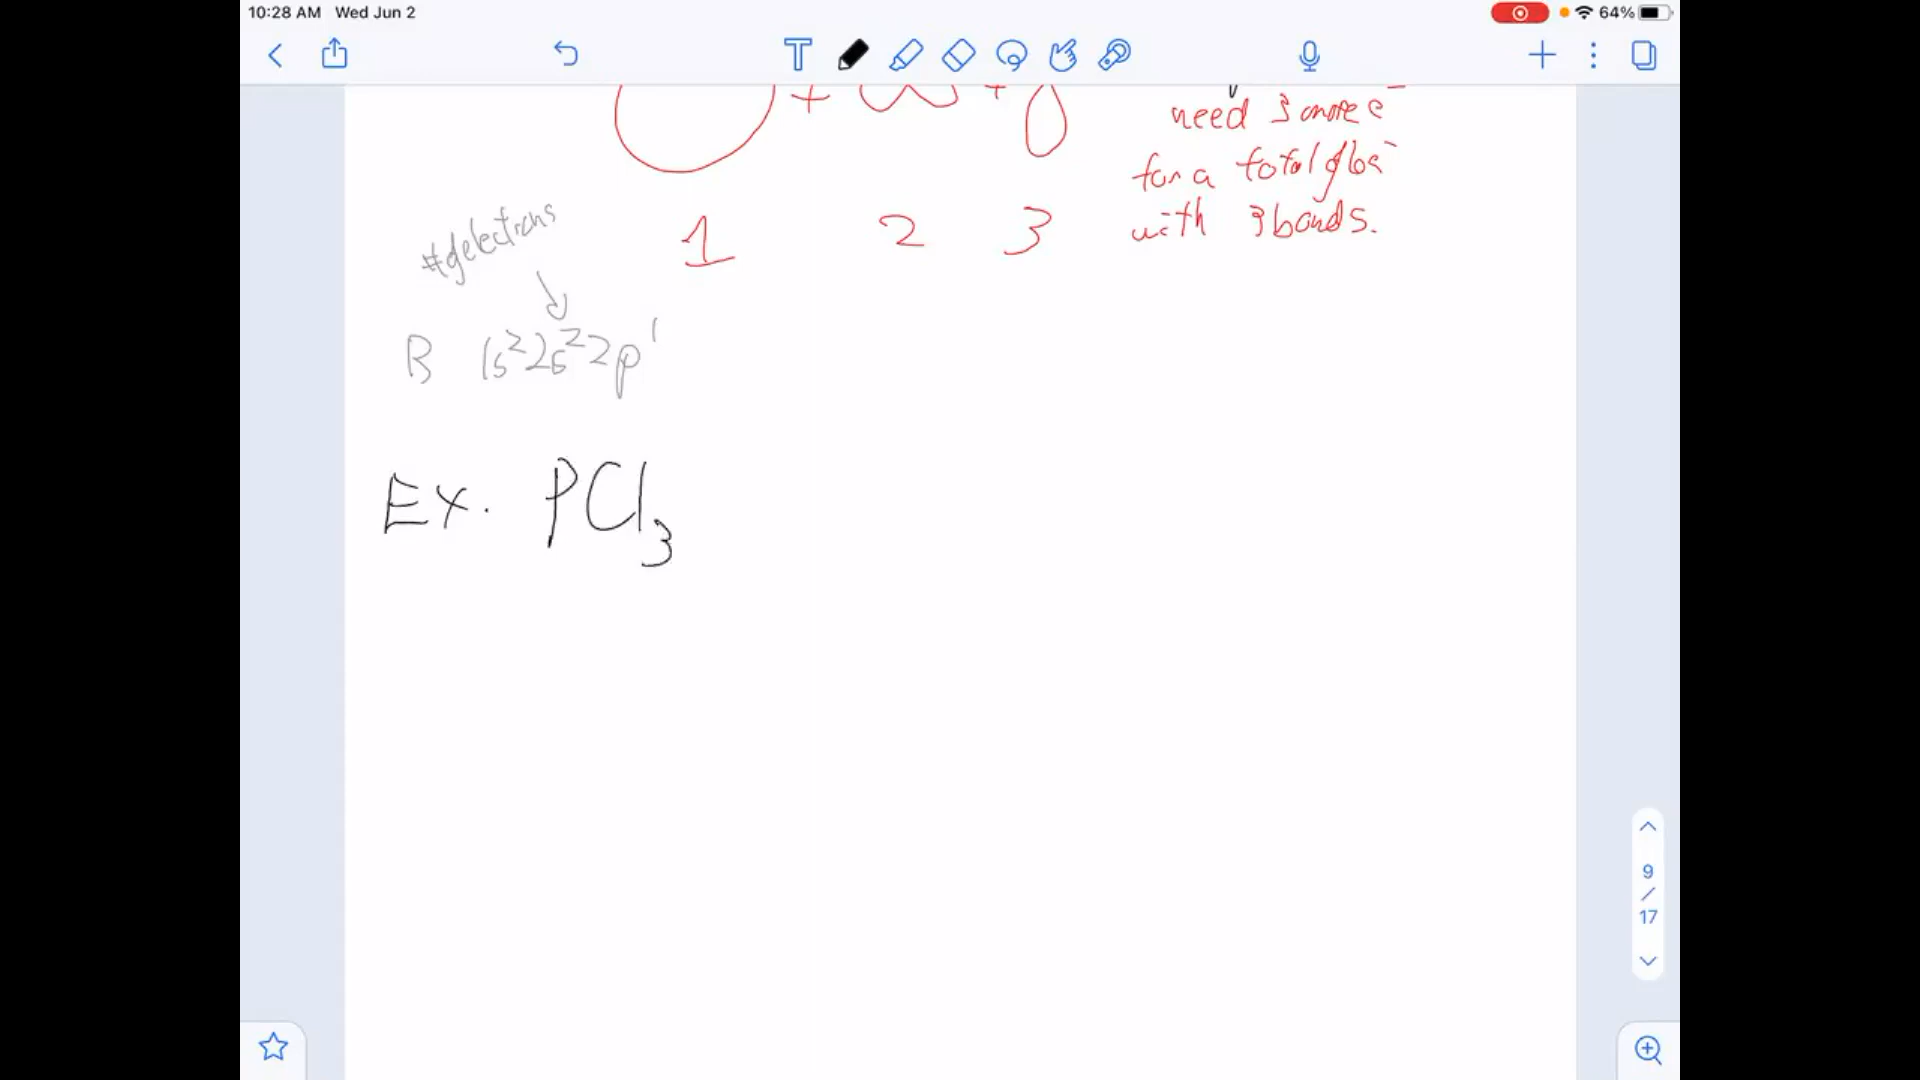 10:28 AM Wed Jun 2
64%
T
+ +
need 3 more e⁻
for a total of 6e⁻
with 3 bonds.
1 2 3
# of electrons
B 1s²2s²2p¹
Ex. PCl₃
9
/
17